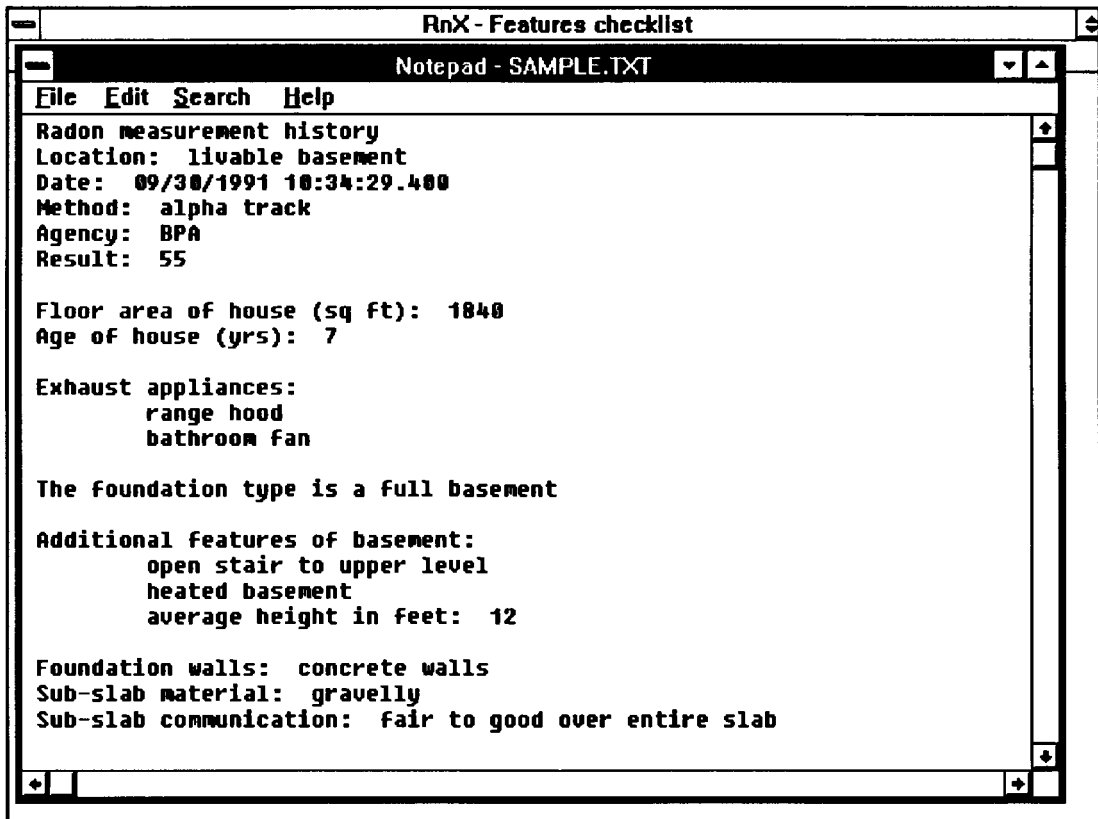 RnX - Features checklist
Notepad - SAMPLE.TXT
File Edit Search Help
Radon measurement history
Location:  livable basement
Date:  09/30/1991 10:34:29.400
Method:  alpha track
Agency:  BPA
Result:  55
Floor area of house (sq ft):  1840
Age of house (yrs):  7
Exhaust appliances:
range hood
bathroom fan
The foundation type is a full basement
Additional features of basement:
open stair to upper level
heated basement
average height in feet:  12
Foundation walls:  concrete walls
Sub-slab material:  gravelly
Sub-slab communication:  fair to good over entire slab